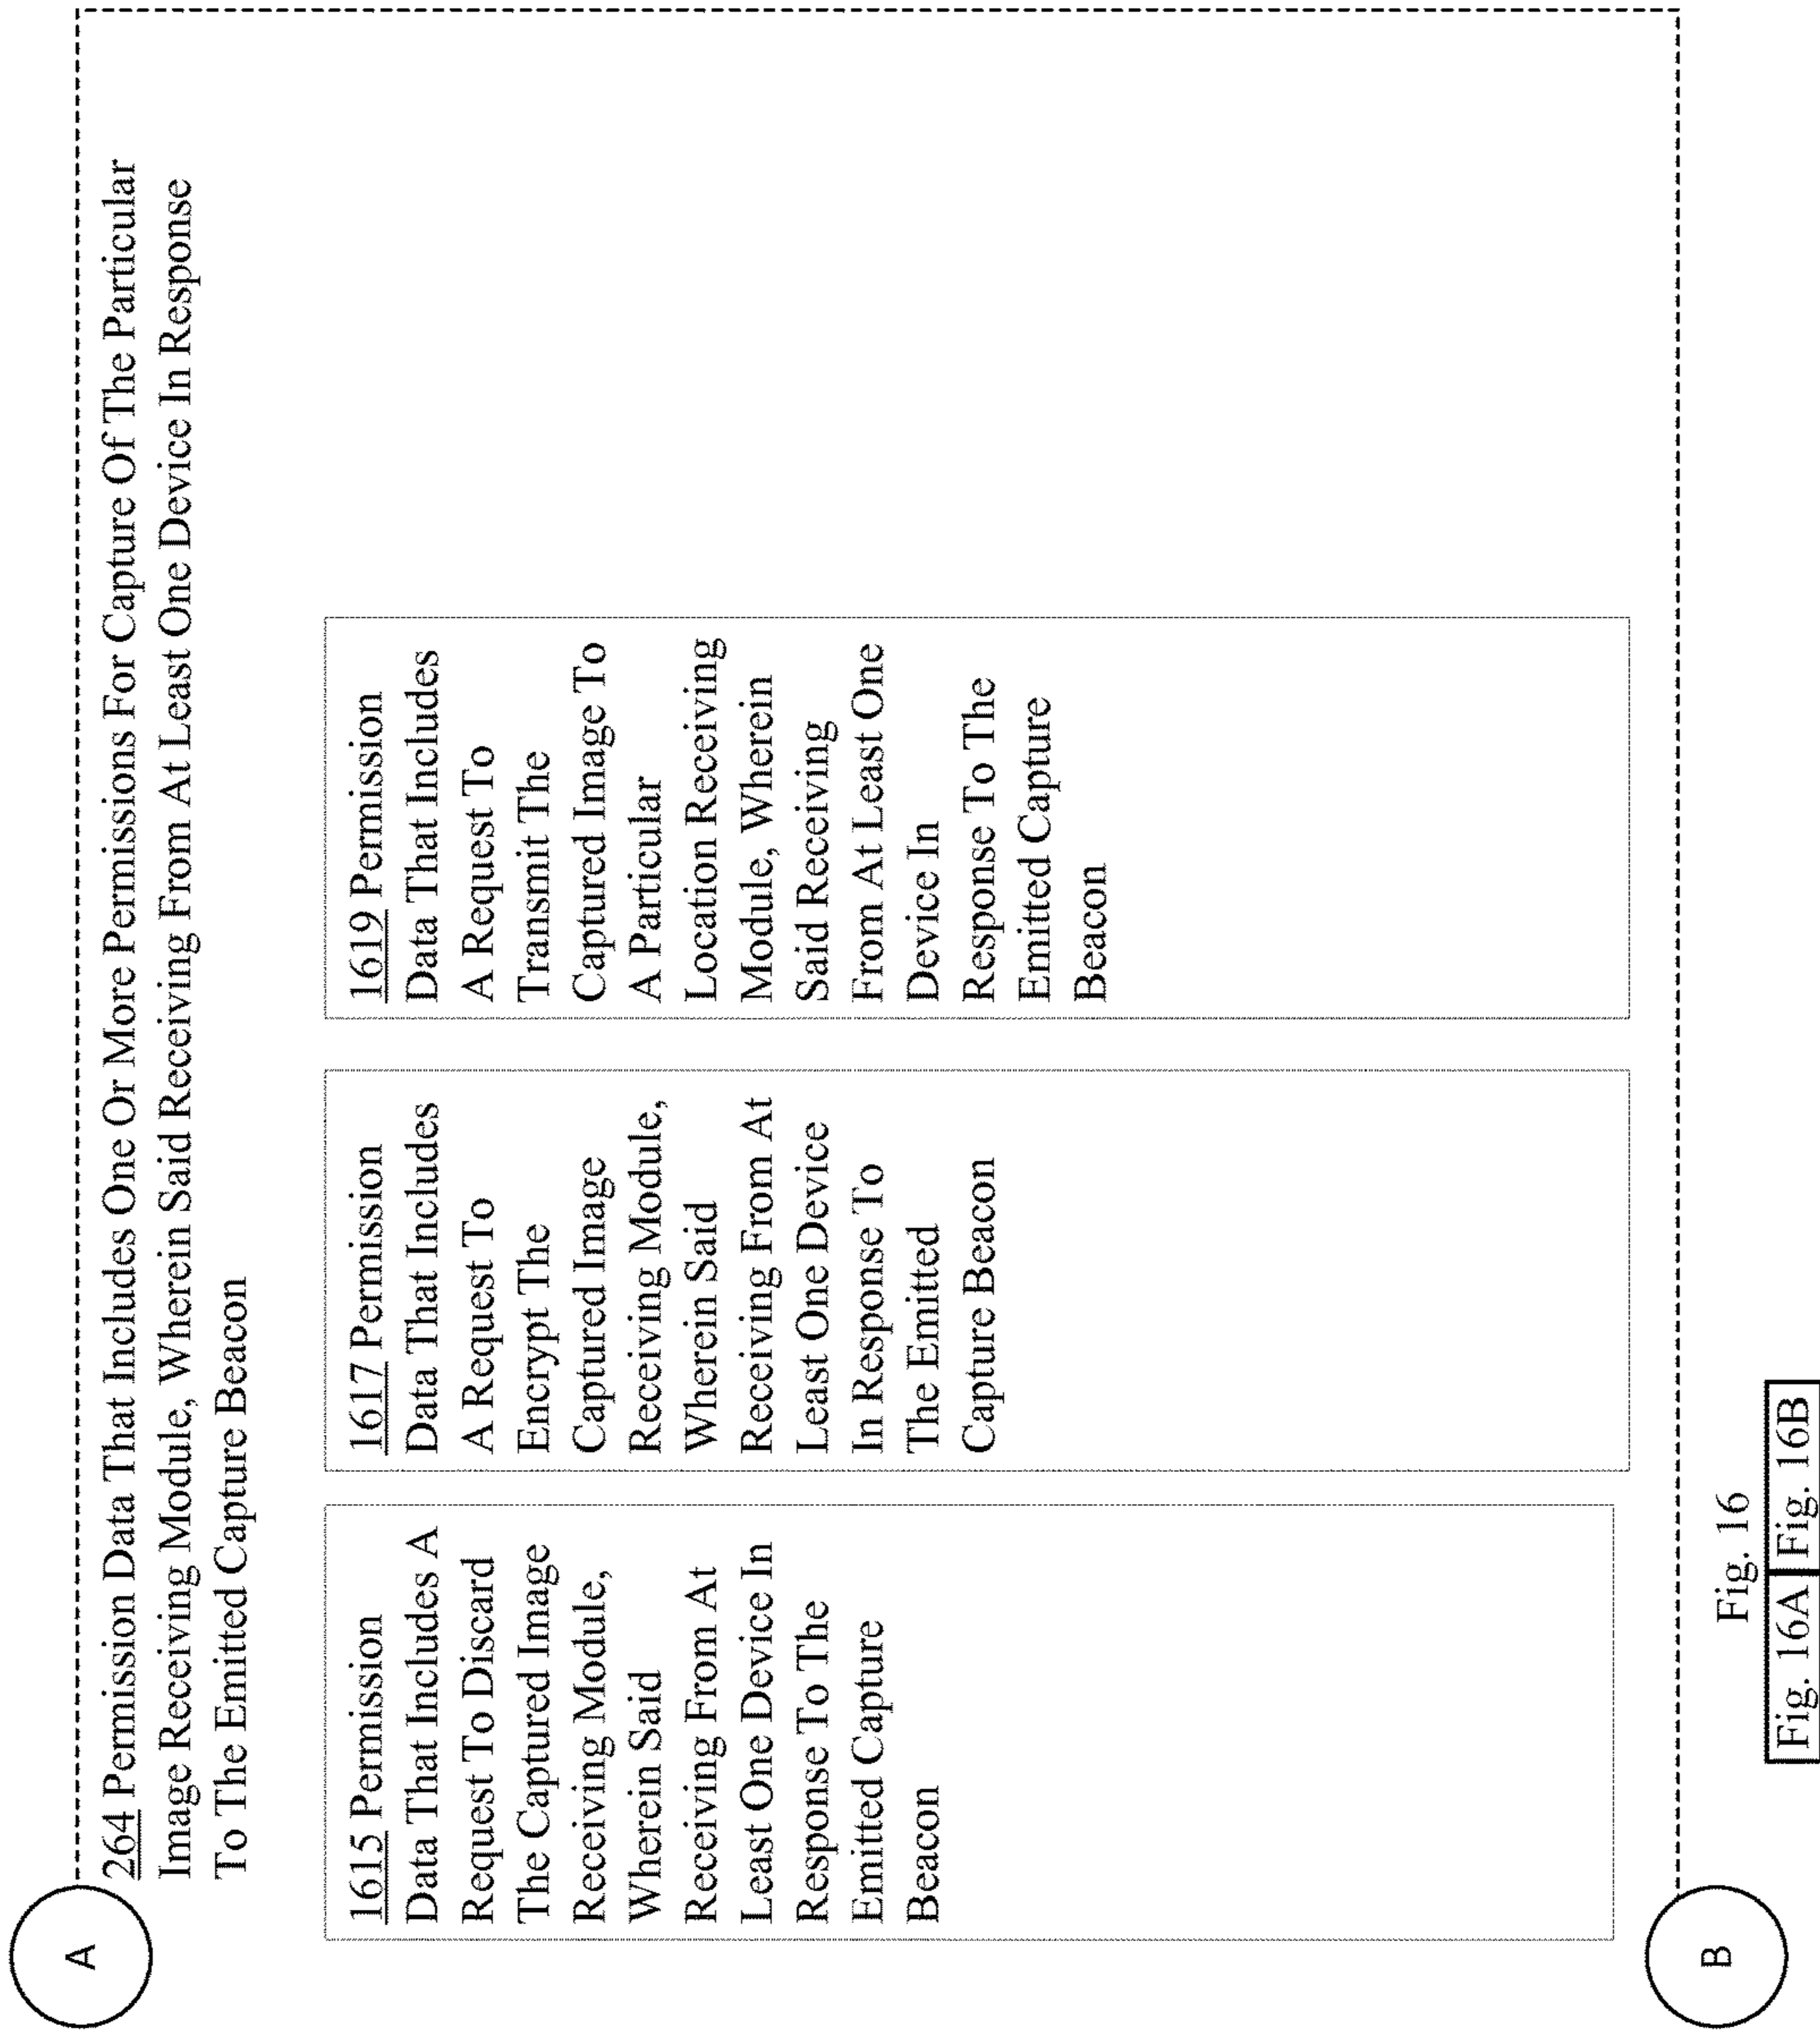 A
264 Permission Data That Includes One Or More Permissions For Capture Of The Particular
Image Receiving Module, Wherein Said Receiving From At Least One Device In Response
To The Emitted Capture Beacon
1615 Permission
Data That Includes A
Request To Discard
The Captured Image
Receiving Module,
Wherein Said
Receiving From At
Least One Device In
Response To The
Emitted Capture
Beacon
1617 Permission
Data That Includes
A Request To
Encrypt The
Captured Image
Receiving Module,
Wherein Said
Receiving From At
Least One Device
In Response To
The Emitted
Capture Beacon
1619 Permission
Data That Includes
A Request To
Transmit The
Captured Image To
A Particular
Location Receiving
Module, Wherein
Said Receiving
From At Least One
Device In
Response To The
Emitted Capture
Beacon
B
Fig. 16
Fig. 16A Fig. 16B